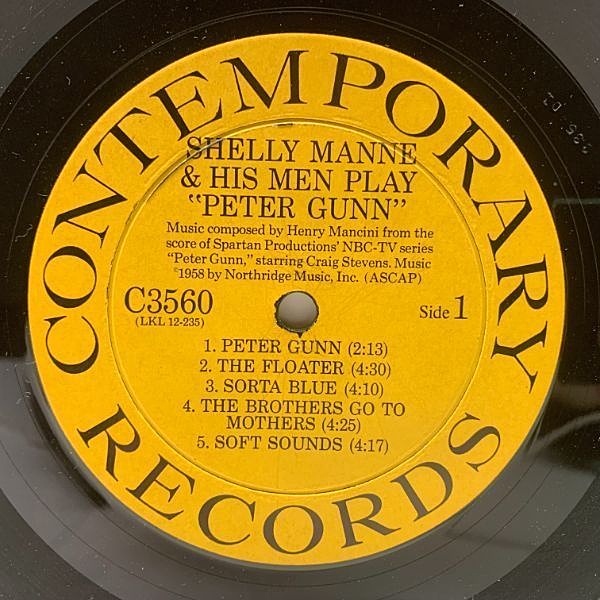 CONTEMPORARY
RECORDS
SHELLY MANNE
& HIS MEN PLAY
"PETER GUNN"
Music composed by Henry Mancini from the
score of Spartan Productions' NBC-TV series
"Peter Gunn," starring Craig Stevens. Music
©1958 by Northridge Music, Inc. (ASCAP)
C3560
(LKL 12-235)
Side 1
1. PETER GUNN (2:13)
2. THE FLOATER (4:30)
3. SORTA BLUE (4:10)
4. THE BROTHERS GO TO
MOTHERS (4:25)
5. SOFT SOUNDS (4:17)